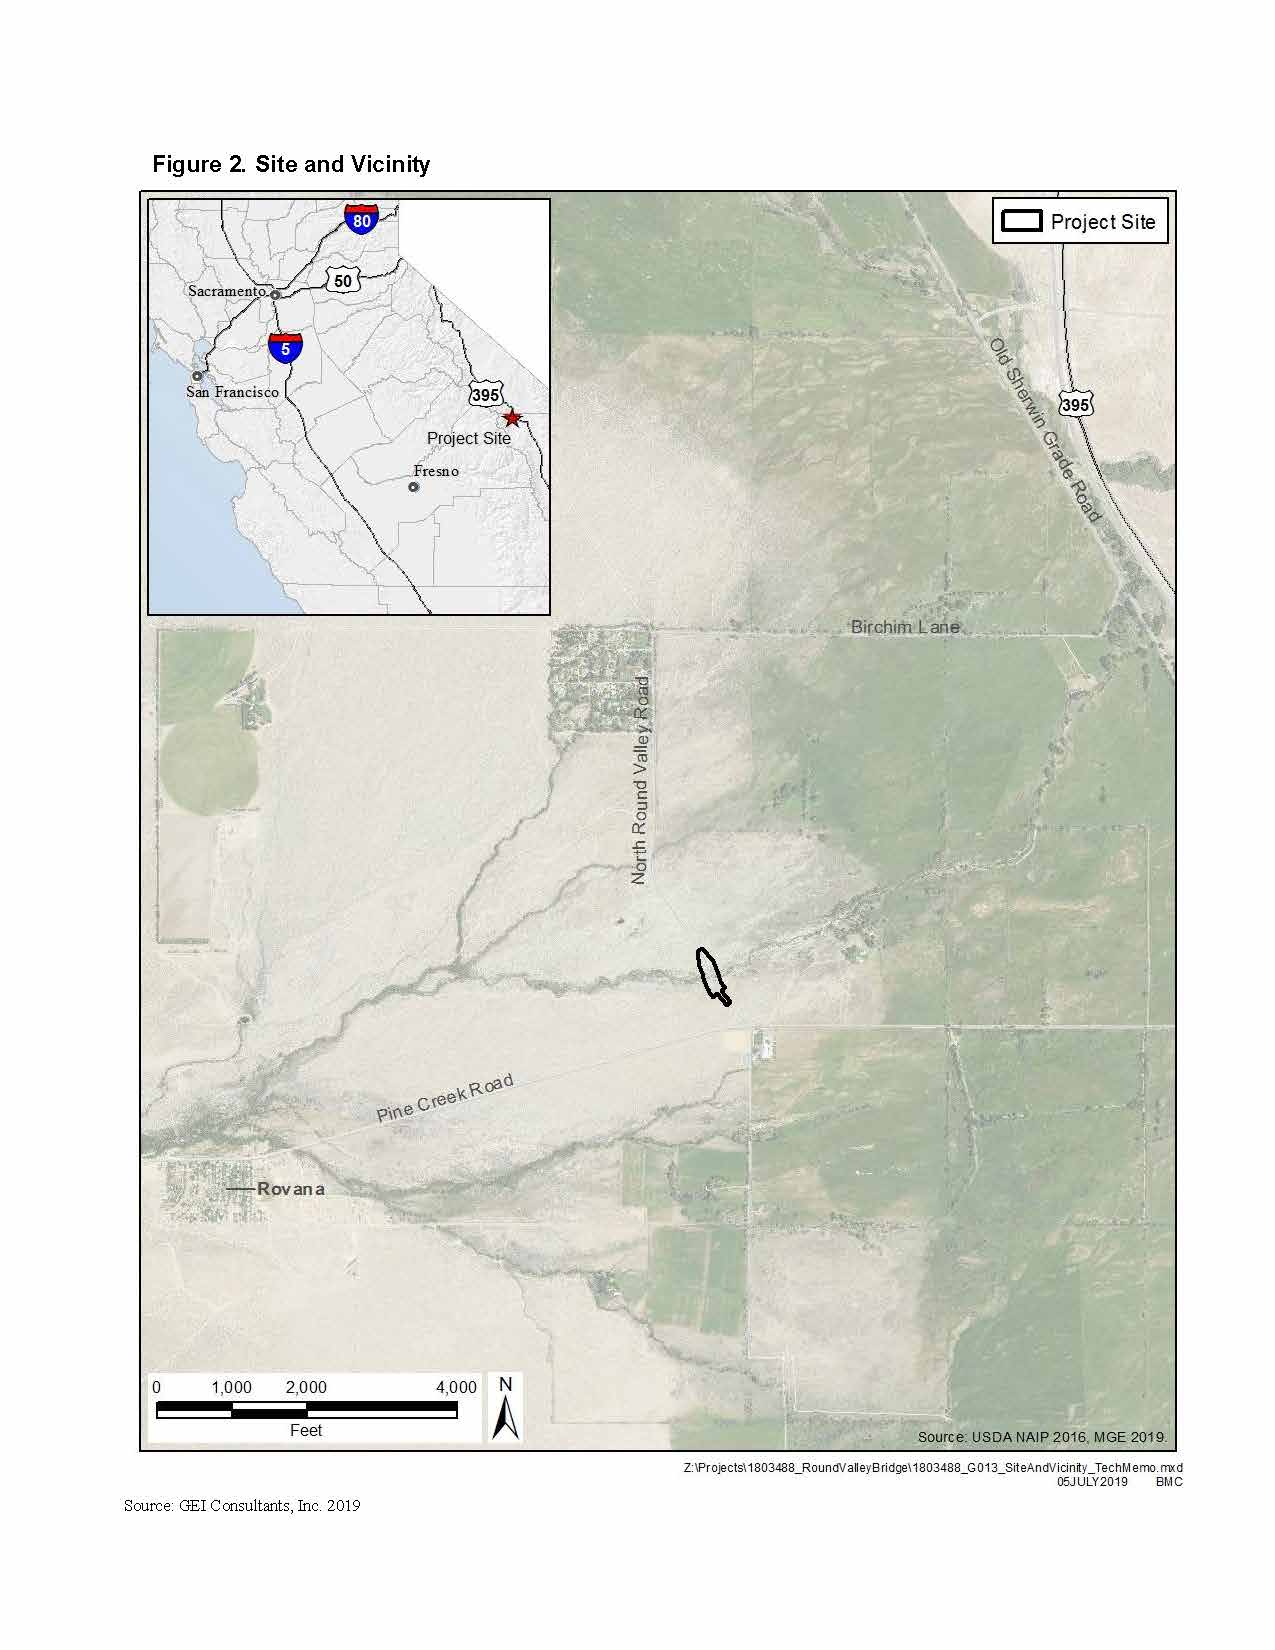 Figure 2. Site and Vicinity
Project Site
80
50
Sacramento
5
San Francisco
395
Project Site
Fresno
Old Sherwin Grade Road
395
Birchim Lane
North Round Valley Road
Pine Creek Road
Rovana
0 1,000 2,000 4,000
Feet
N
Source: USDA NAIP 2016, MGE 2019.
Z:\Projects\1803488_RoundValleyBridge\1803488_G013_SiteAndVicinity_TechMemo.mxd
05JULY2019 BMC
Source: GEI Consultants, Inc. 2019